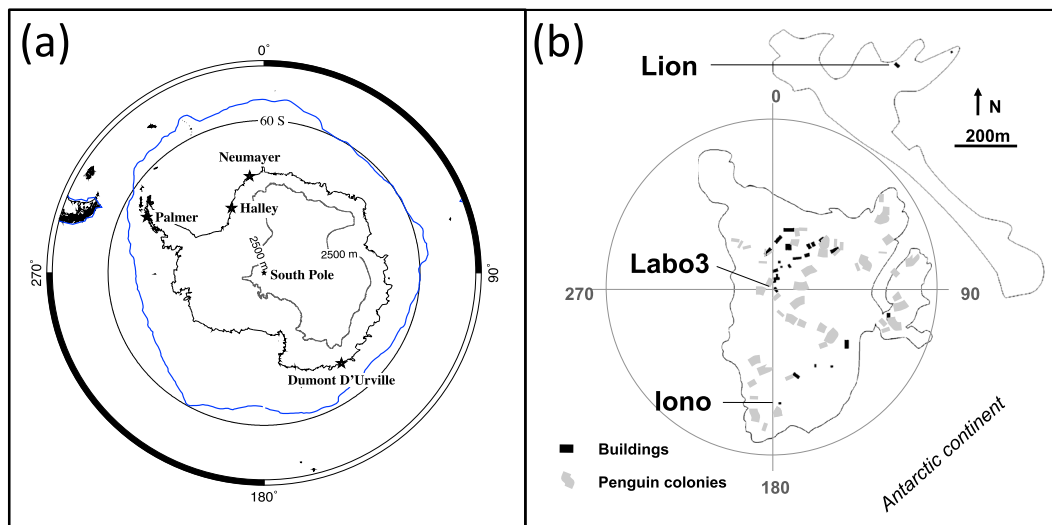 (a)
0°
60 S
Neumayer
Halley
Palmer
2500 m
2500 m
South Pole
270°
90°
Dumont D'Urville
180°
(b)
Lion
0
N
200m
Labo3
270
90
Iono
Buildings
Penguin colonies
180
Antarctic continent